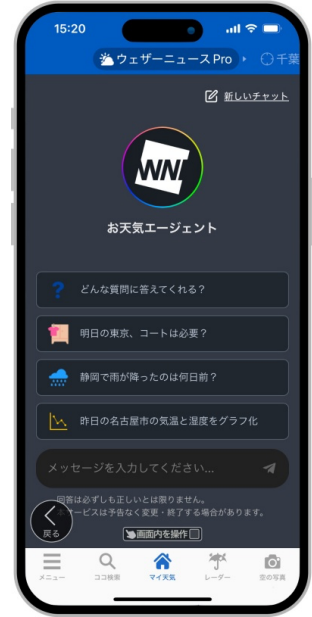 15:20
ウェザーニュース Pro
千葉
新しいチャット
WNI
お天気エージェント
どんな質問に答えてくれる？
明日の東京、コートは必要？
静岡で雨が降ったのは何日前？
昨日の名古屋市の気温と湿度をグラフ化
メッセージを入力してください...
回答は必ずしも正しいとは限りません。
本サービスは予告なく変更・終了する場合があります。
戻る
画面内を操作
メニュー
ココ検索
マイ天気
レーダー
空の写真